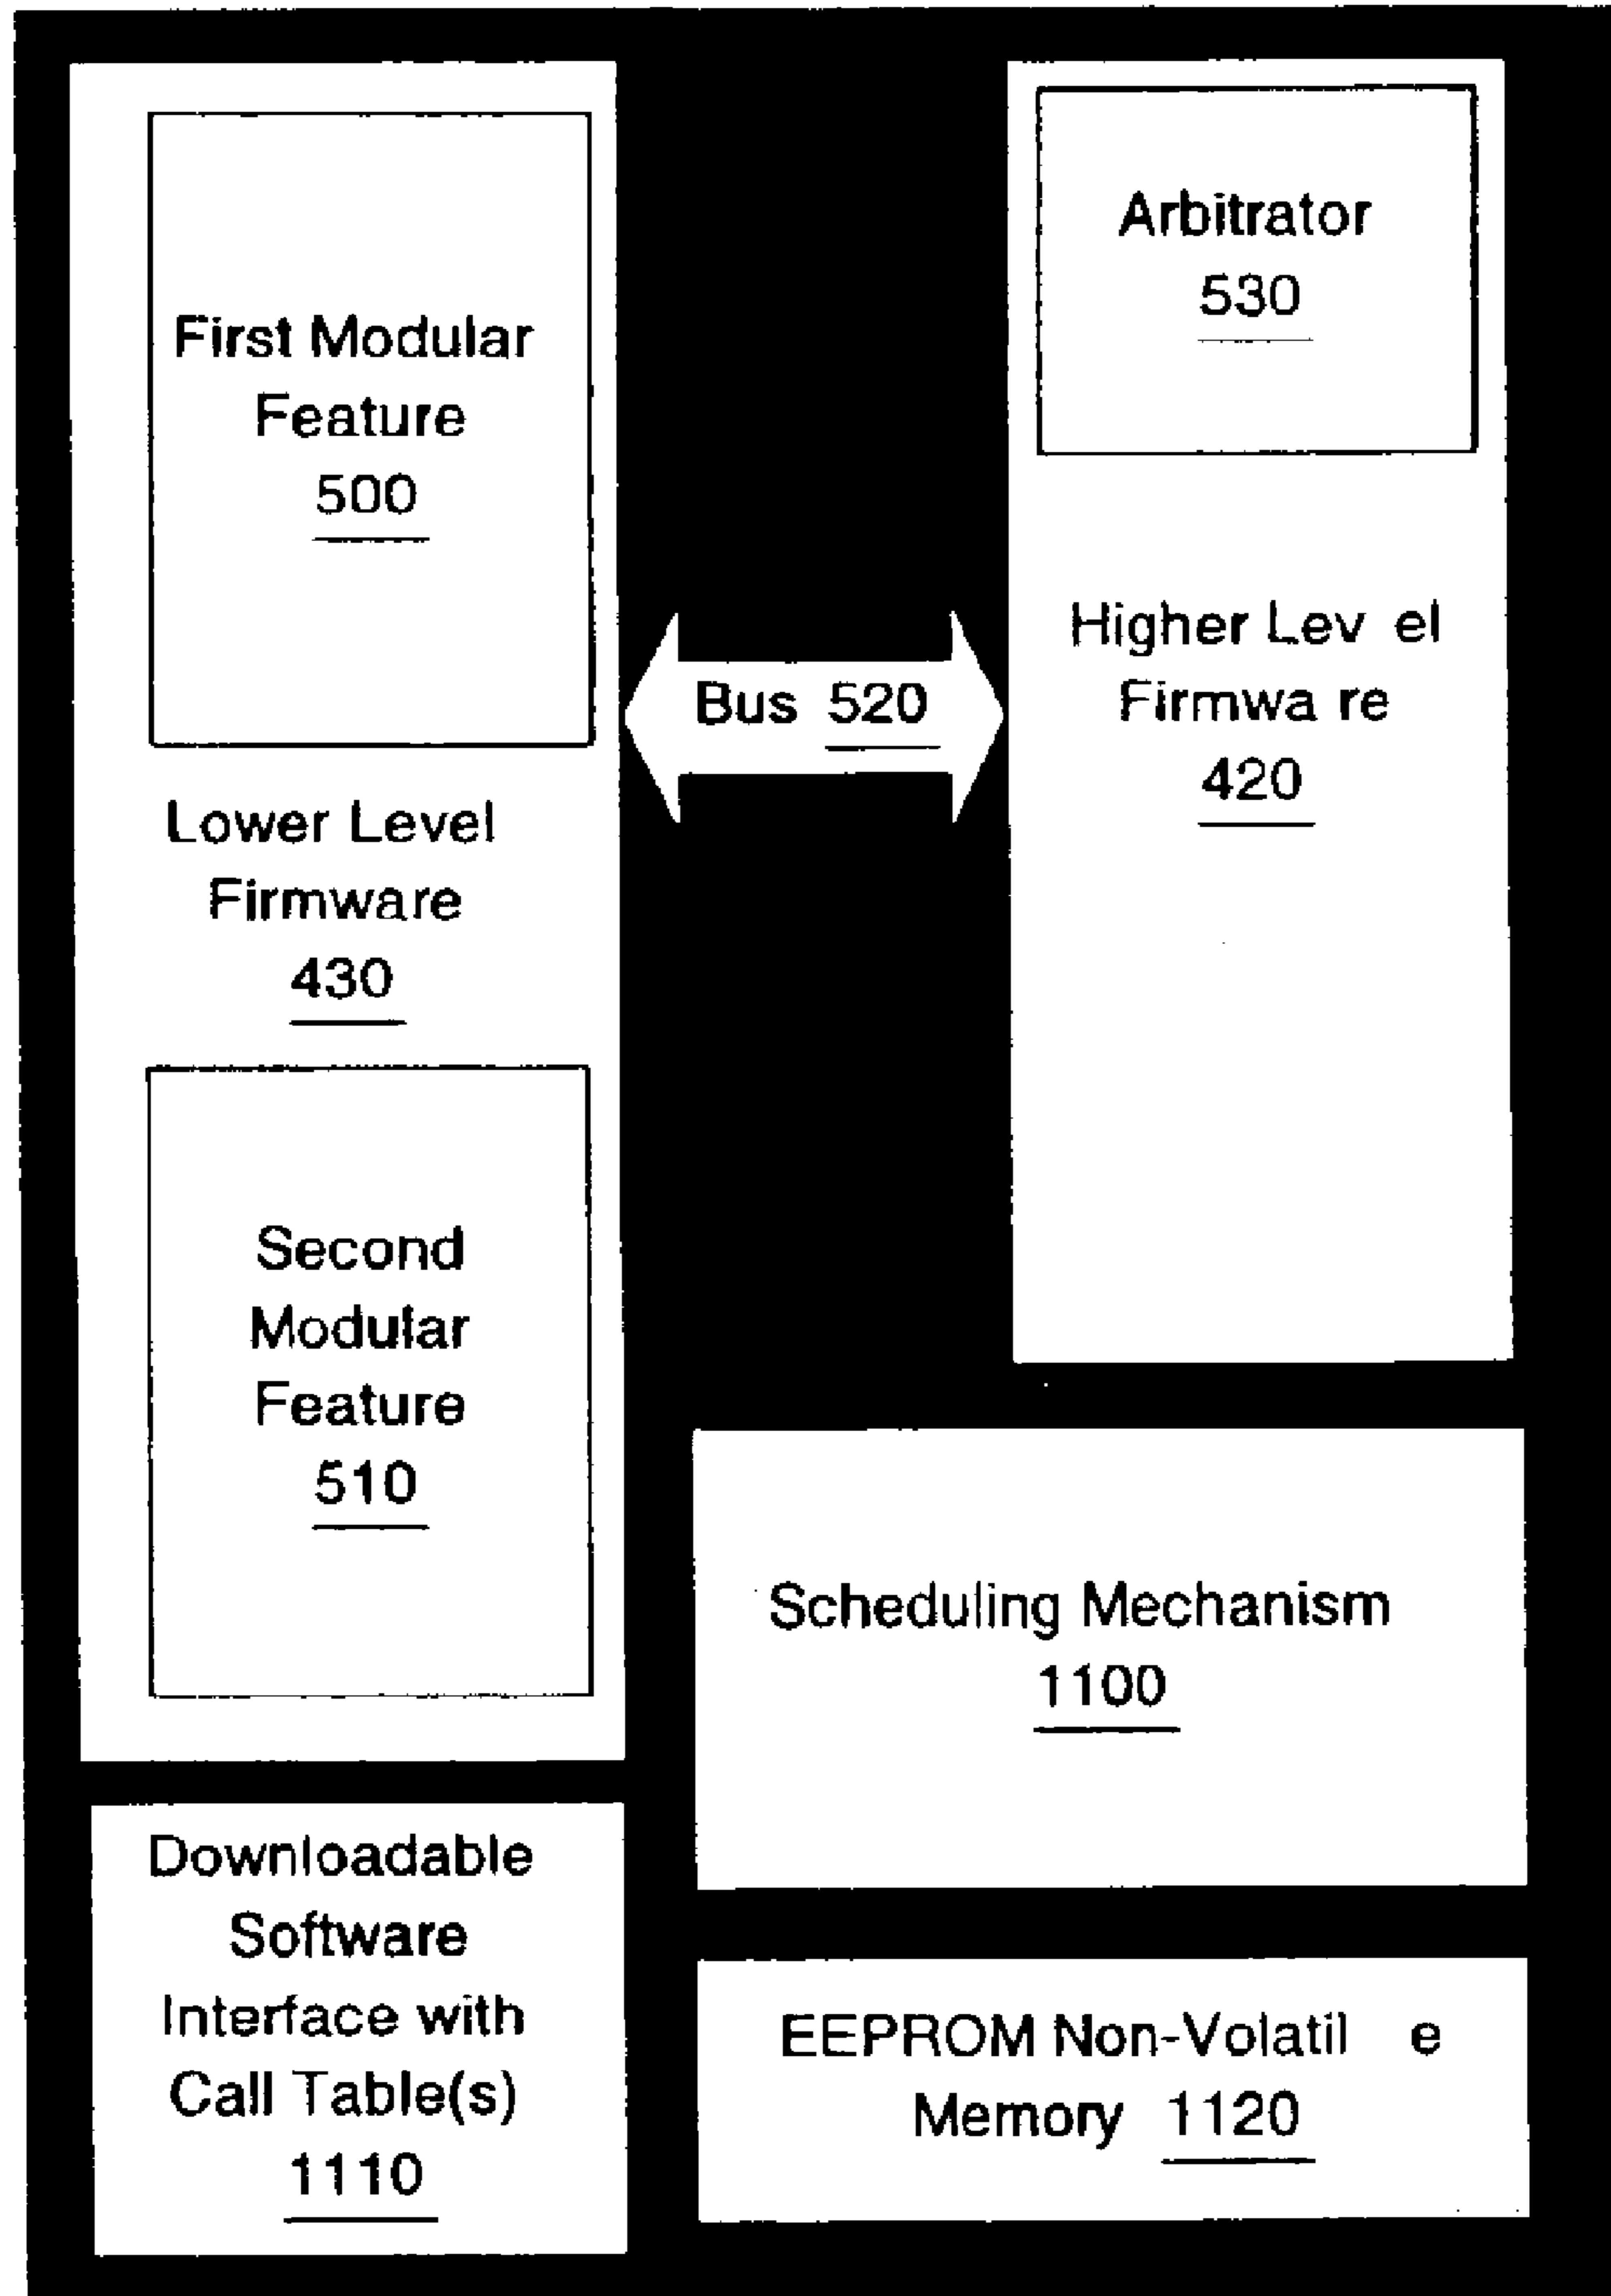 First Modular
Feature
500
Lower Level
Firmware
430
Second
Modular
Feature
510
Downloadable
Software
Interface with
Call Table(s)
1110
Bus 520
Arbitrator
530
Higher Lev el
Firmwa re
420
Scheduling Mechanism
1100
EEPROM Non-Volatil e
Memory 1120